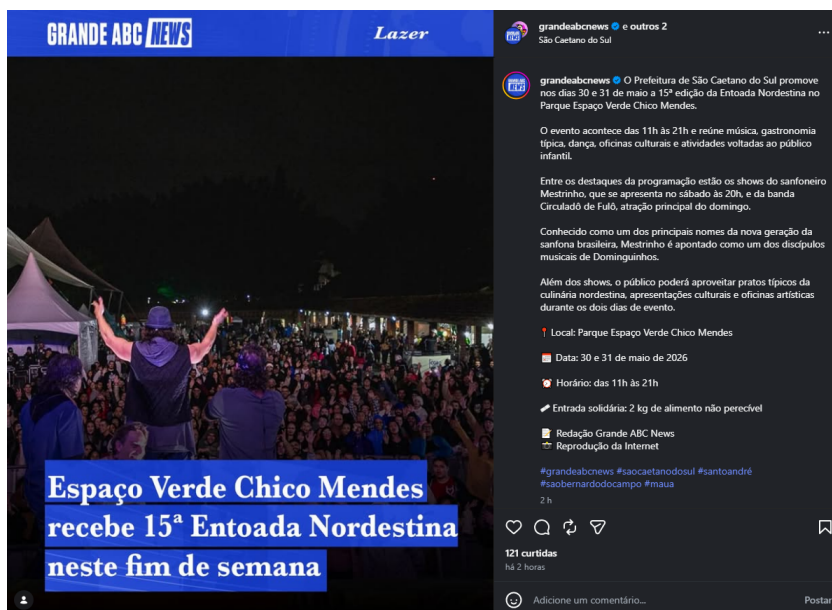 GRANDE ABC NEWS
Lazer
Espaço Verde Chico Mendes
recebe 15ª Entoada Nordestina
neste fim de semana
grandeabcnews e outros 2
São Caetano do Sul
grandeabcnews O Prefeitura de São Caetano do Sul promove
nos dias 30 e 31 de maio a 15ª edição da Entoada Nordestina no
Parque Espaço Verde Chico Mendes.
O evento acontece das 11h às 21h e reúne música, gastronomia
típica, dança, oficinas culturais e atividades voltadas ao público
infantil.
Entre os destaques da programação estão os shows do sanfoneiro
Mestrinho, que se apresenta no sábado às 20h, e da banda
Circuladô de Fulô, atração principal do domingo.
Conhecido como um dos principais nomes da nova geração da
sanfona brasileira, Mestrinho é apontado como um dos discípulos
musicais de Dominguinhos.
Além dos shows, o público poderá aproveitar pratos típicos da
culinária nordestina, apresentações culturais e oficinas artísticas
durante os dois dias de evento.
📍 Local: Parque Espaço Verde Chico Mendes
📅 Data: 30 e 31 de maio de 2026
⏰ Horário: das 11h às 21h
Entrada solidária: 2 kg de alimento não perecível
Redação Grande ABC News
Reprodução da Internet
#grandeabcnews #saocaetanodosul #santoandré
#saobernardodocampo #maua
2 h
121 curtidas
há 2 horas
Adicione um comentário...
Postar